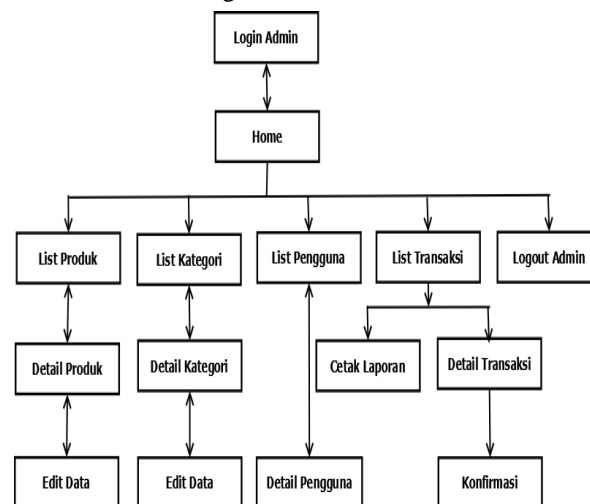 Login Admin
Home
List Produk
List Kategori
List Pengguna
List Transaksi
Logout Admin
Detail Produk
Detail Kategori
Cetak Laporan
Detail Transaksi
Edit Data
Edit Data
Detail Pengguna
Konfirmasi